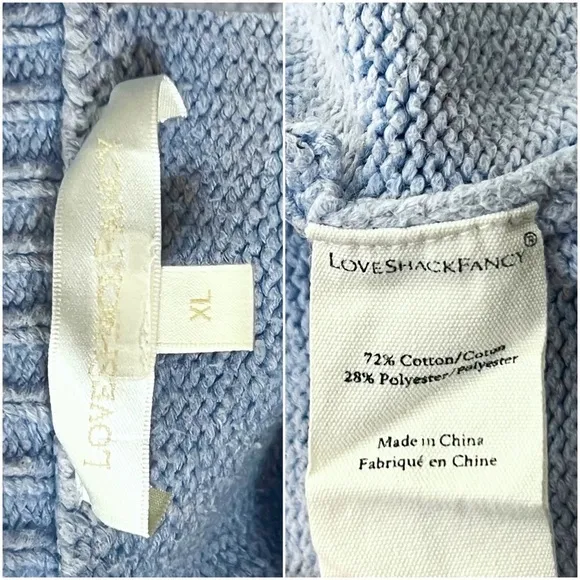 LOVESHACKFANCY
XL
LOVESHACKFANCY®
72% Cotton/Coton
28% Polyester/polyester
Made in China
Fabriqué en Chine